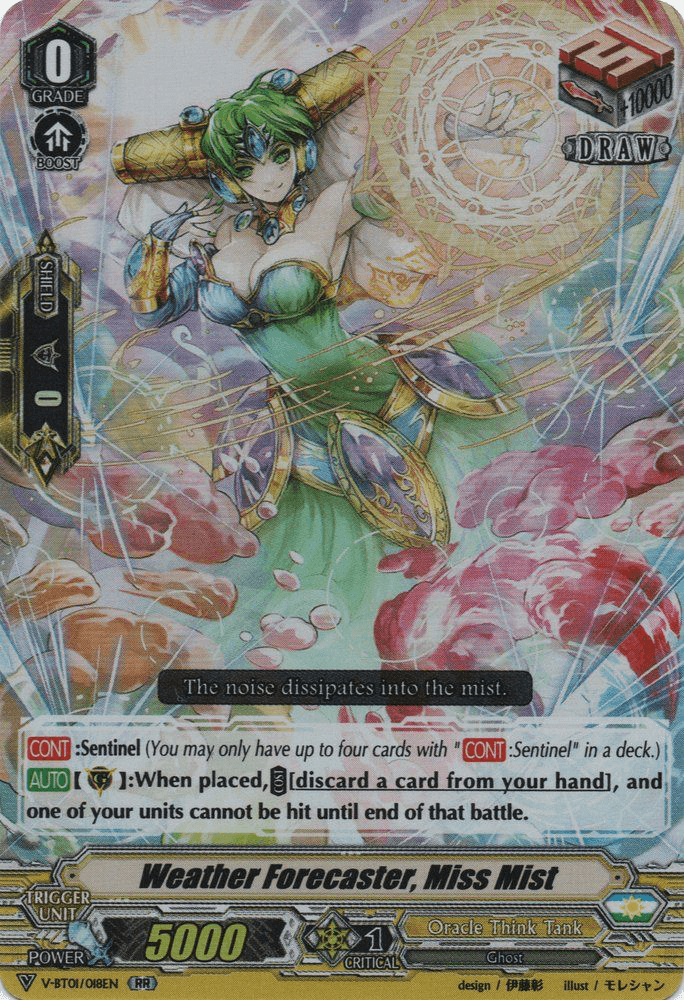 0
GRADE
BOOST
+10000
DRAW
SHIELD
0
The noise dissipates into the mist.
CONT :Sentinel (You may only have up to four cards with "CONT :Sentinel" in a deck.)
AUTO 【 G 】:When placed, COST [discard a card from your hand], and
one of your units cannot be hit until end of that battle.
Weather Forecaster, Miss Mist
TRIGGER
UNIT
Oracle Think Tank
POWER
5000
1
CRITICAL
Ghost
V-BT01/018EN RR
design / 伊藤彰 illust / モレシャン